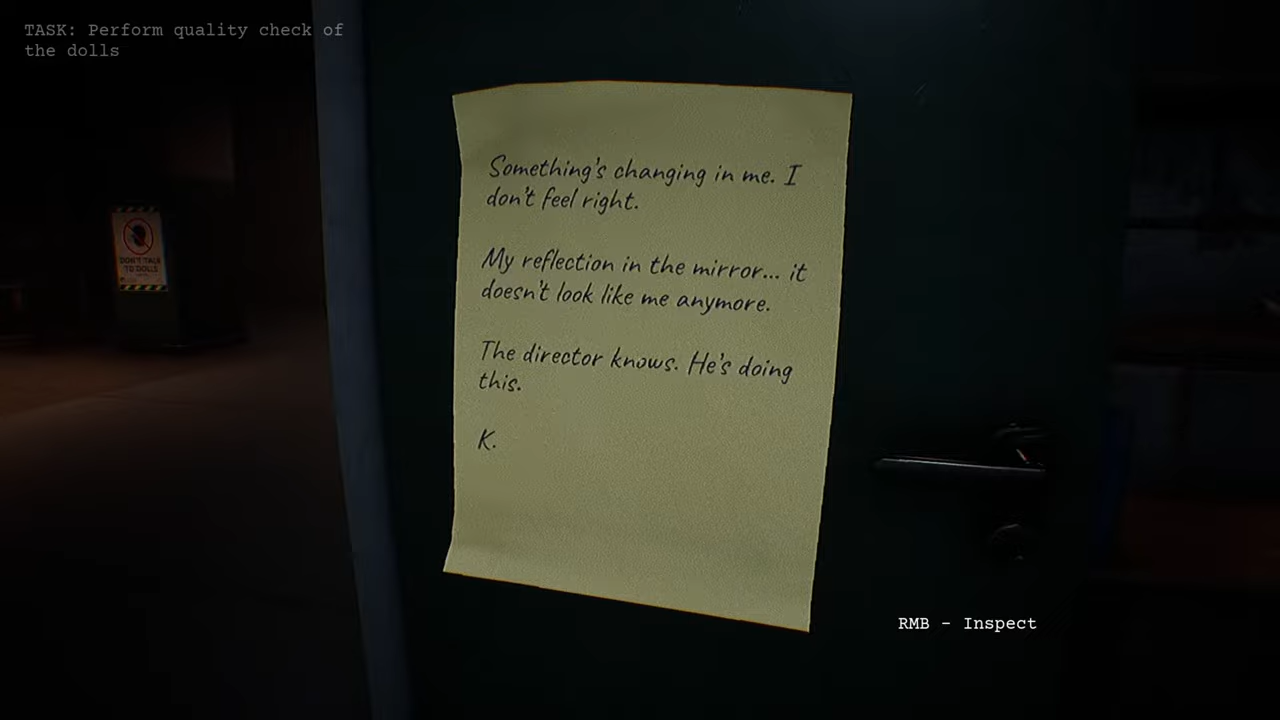 TASK: Perform quality check of
the dolls
Something's changing in me. I
don't feel right.
My reflection in the mirror... it
doesn't look like me anymore.
The director knows. He's doing
this.
K.
DON'T TALK
TO DOLLS
RMB - Inspect